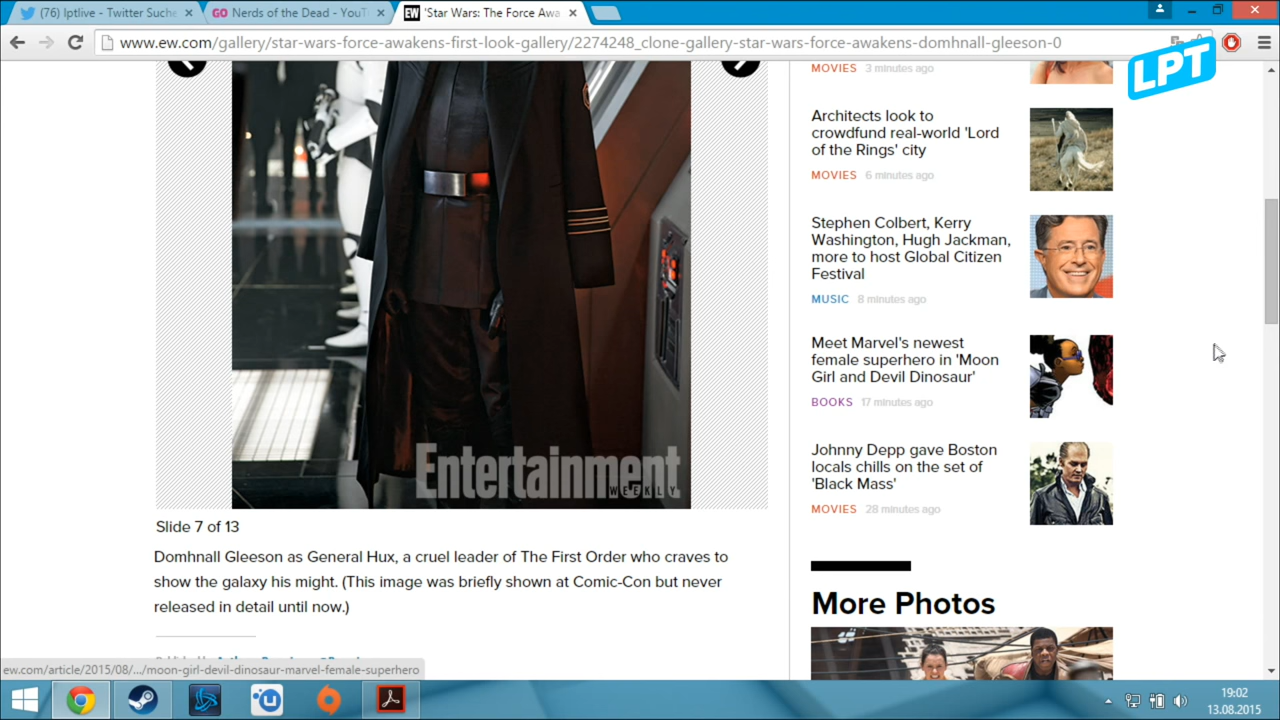 (76) lptlive - Twitter Suche
GO Nerds of the Dead - YouT
EW 'Star Wars: The Force Awa
www.ew.com/gallery/star-wars-force-awakens-first-look-gallery/2274248_clone-gallery-star-wars-force-awakens-domhnall-gleeson-0
LPT
MOVIES 3 minutes ago
Architects look to
crowdfund real-world 'Lord
of the Rings' city
MOVIES 6 minutes ago
Stephen Colbert, Kerry
Washington, Hugh Jackman,
more to host Global Citizen
Festival
MUSIC 8 minutes ago
Meet Marvel's newest
female superhero in 'Moon
Girl and Devil Dinosaur'
BOOKS 17 minutes ago
Johnny Depp gave Boston
locals chills on the set of
'Black Mass'
MOVIES 28 minutes ago
More Photos
Entertainment
WEEKLY
Slide 7 of 13
Domhnall Gleeson as General Hux, a cruel leader of The First Order who craves to
show the galaxy his might. (This image was briefly shown at Comic-Con but never
released in detail until now.)
ew.com/article/2015/08/.../moon-girl-devil-dinosaur-marvel-female-superhero
19:02
13.08.2015